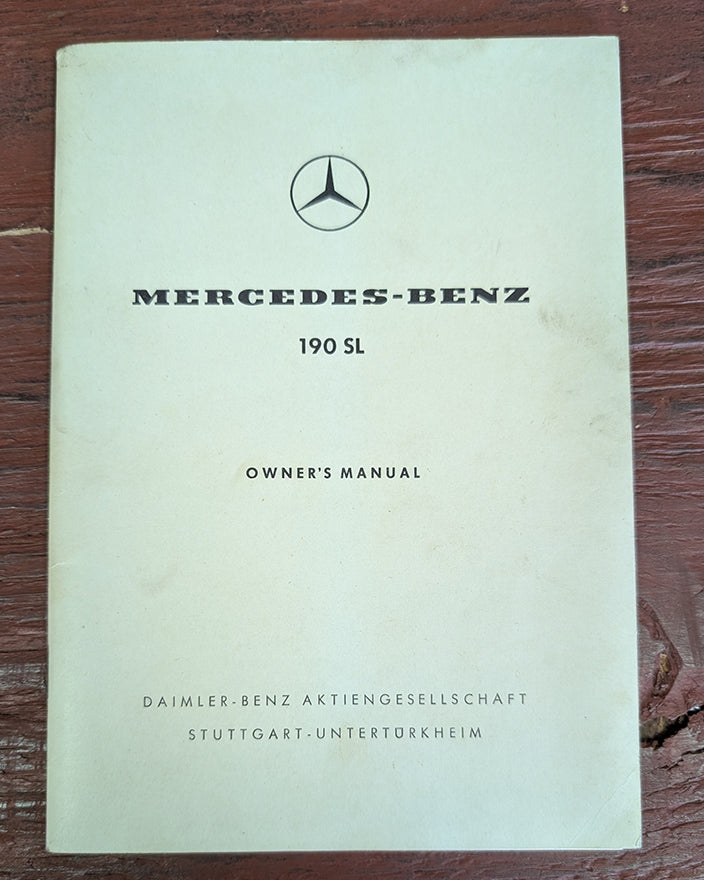 MERCEDES-BENZ
190 SL
OWNER'S MANUAL
DAIMLER-BENZ AKTIENGESELLSCHAFT
STUTTGART-UNTERTÜRKHEIM